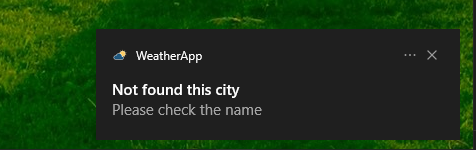 WeatherApp
Not found this city
Please check the name